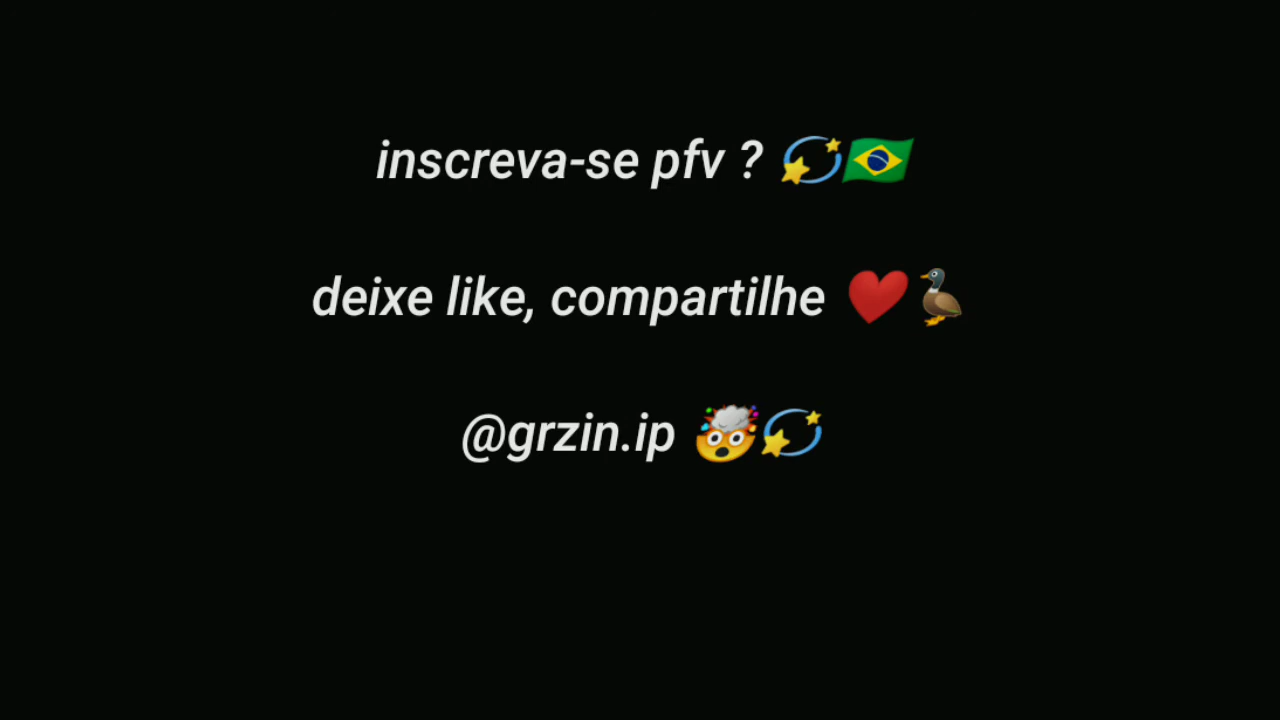 inscreva-se pfv ? 💫🇧🇷
deixe like, compartilhe ❤️🦆
@grzin.ip 🤯💫